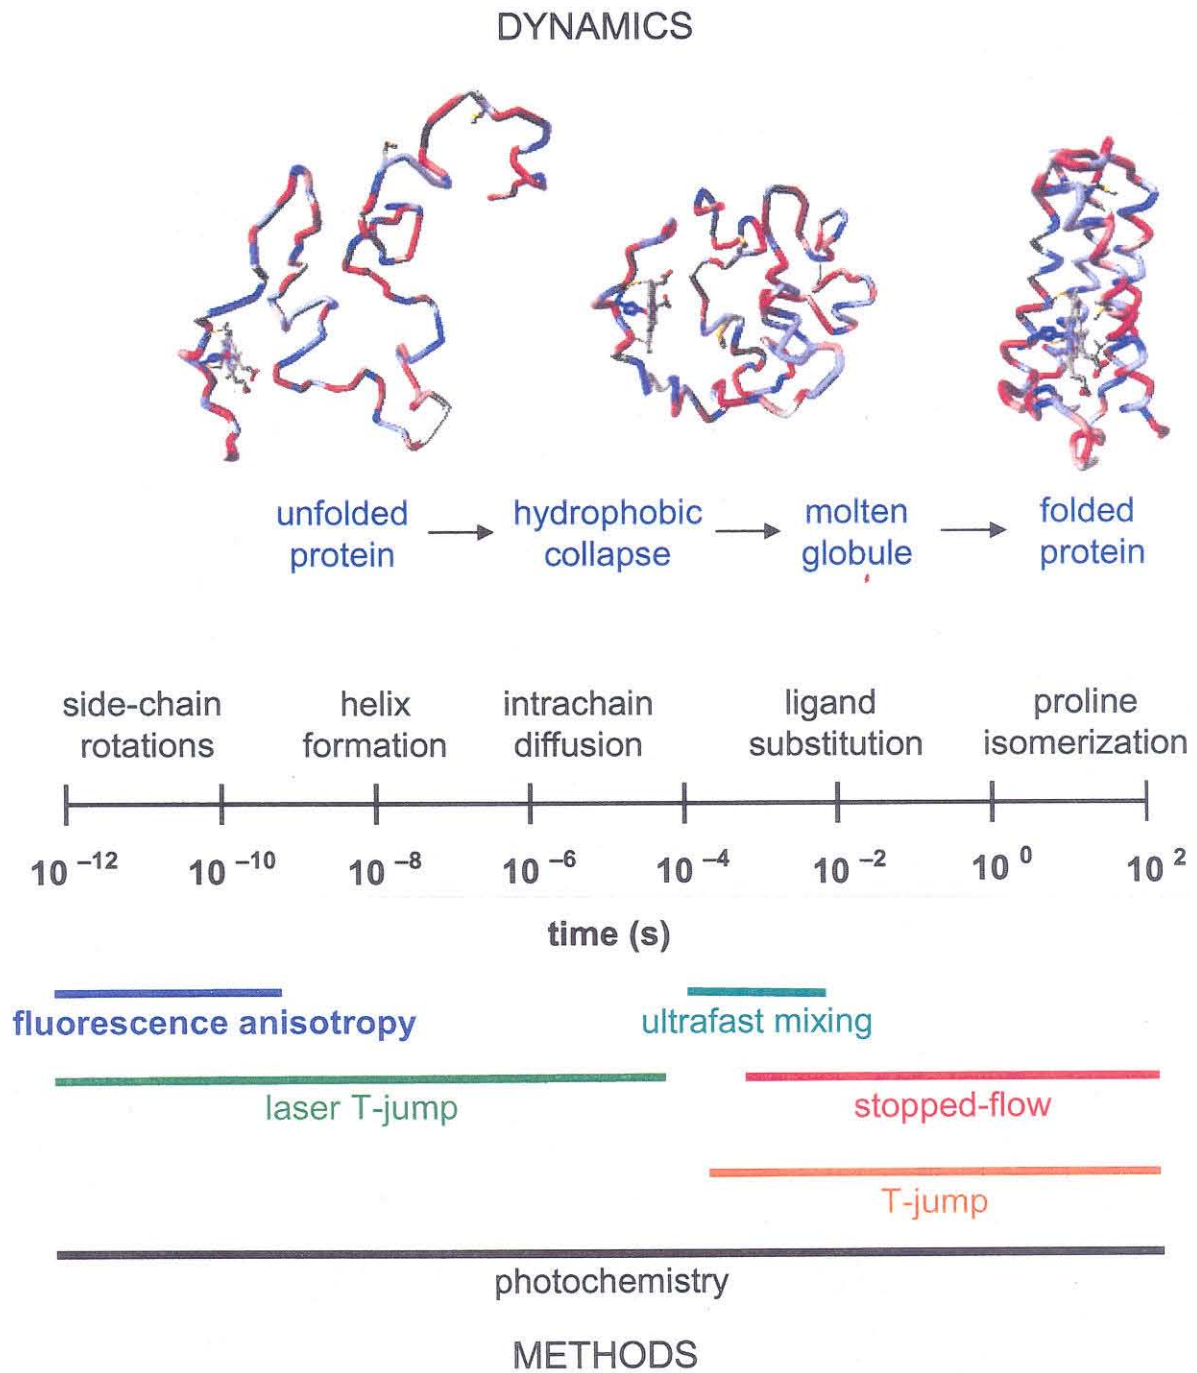 DYNAMICS
unfolded
protein
hydrophobic
collapse
molten
globule
folded
protein
side-chain
rotations
helix
formation
intrachain
diffusion
ligand
substitution
proline
isomerization
10 –12
10 –10
10 –8
10 –6
10 –4
10 –2
10 0
10 2
time (s)
fluorescence anisotropy
ultrafast mixing
laser T-jump
stopped-flow
T-jump
photochemistry
METHODS